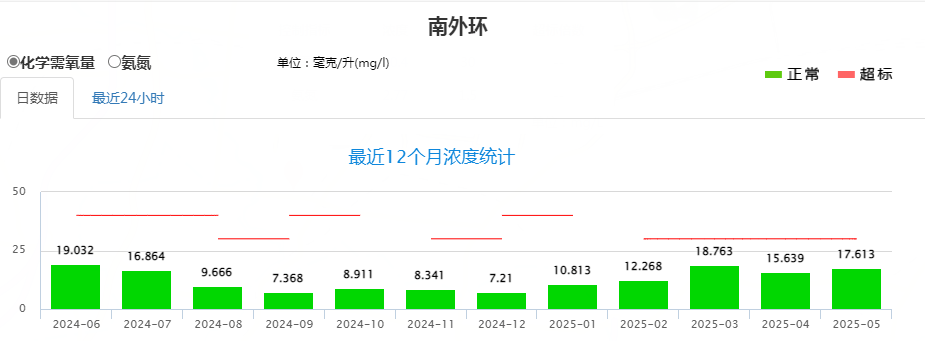 南外环
化学需氧量 氨氮 单位：毫克/升(mg/l)
正常 超标
日数据 最近24小时
最近12个月浓度统计
50
25
0
19.032 16.864 9.666 7.368 8.911 8.341 7.21 10.813 12.268 18.763 15.639 17.613
2024-06 2024-07 2024-08 2024-09 2024-10 2024-11 2024-12 2025-01 2025-02 2025-03 2025-04 2025-05